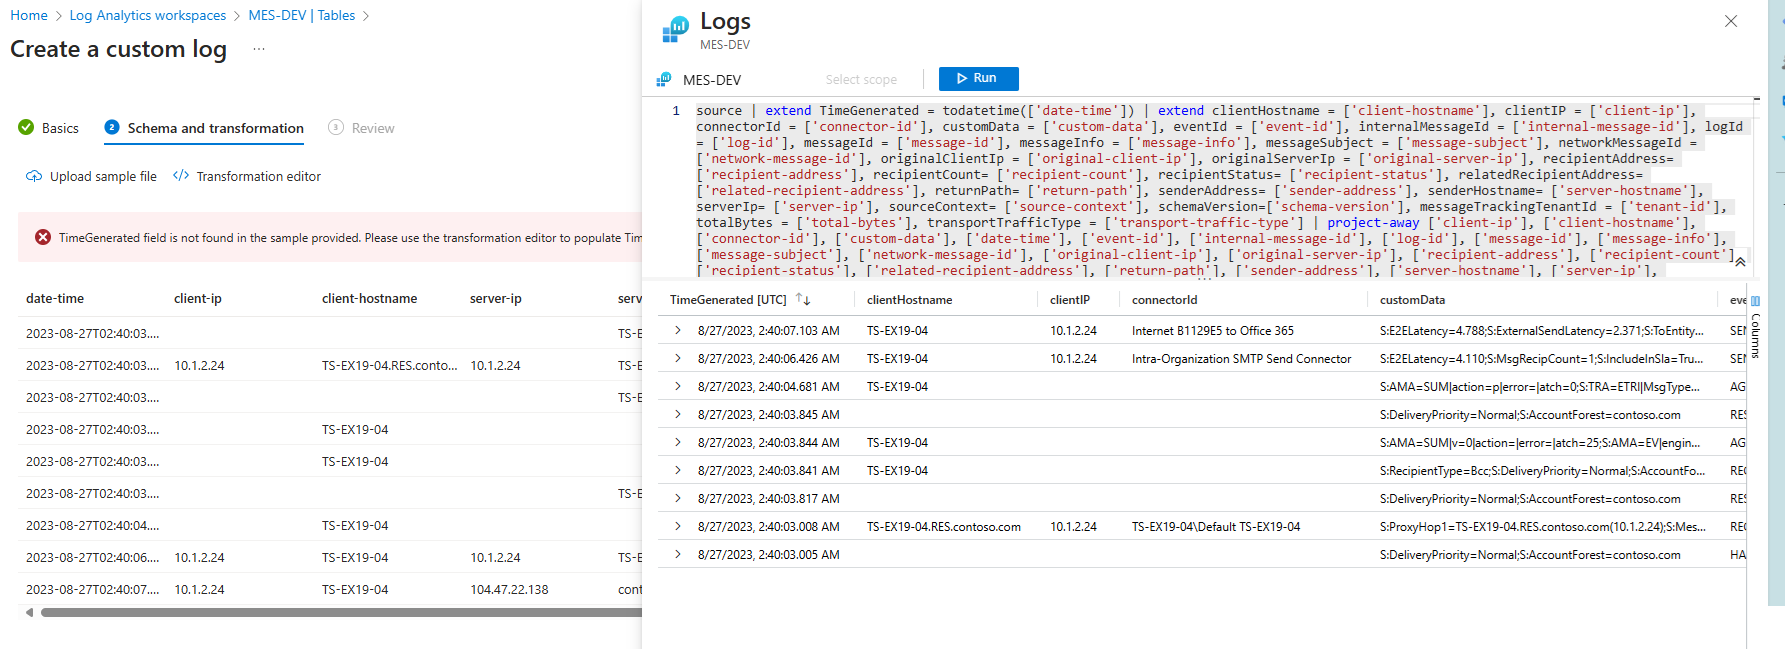 Home > Log Analytics workspaces > MES-DEV | Tables >
Create a custom log ...
Basics
2 Schema and transformation
3 Review
Upload sample file
</> Transformation editor
TimeGenerated field is not found in the sample provided. Please use the transformation editor to populate Tim
date-time client-ip client-hostname server-ip serv
2023-08-27T02:40:03.... TS-E
2023-08-27T02:40:03.... 10.1.2.24 TS-EX19-04.RES.conto... 10.1.2.24
2023-08-27T02:40:03.... TS-E
2023-08-27T02:40:03.... TS-EX19-04
2023-08-27T02:40:03.... TS-EX19-04
2023-08-27T02:40:03.... TS-E
2023-08-27T02:40:04.... TS-EX19-04
2023-08-27T02:40:06.... 10.1.2.24 TS-EX19-04 10.1.2.24 TS-E
2023-08-27T02:40:07.... 10.1.2.24 TS-EX19-04 104.47.22.138 cont
Logs
MES-DEV
MES-DEV Select scope Run
1 source | extend TimeGenerated = todatetime(['date-time']) | extend clientHostname = ['client-hostname'], clientIP = ['client-ip'],
connectorId = ['connector-id'], customData = ['custom-data'], eventId = ['event-id'], internalMessageId = ['internal-message-id'], logId
= ['log-id'], messageId = ['message-id'], messageInfo = ['message-info'], messageSubject = ['message-subject'], networkMessageId =
['network-message-id'], originalClientIp = ['original-client-ip'], originalServerIp = ['original-server-ip'], recipientAddress=
['recipient-address'], recipientCount= ['recipient-count'], recipientStatus= ['recipient-status'], relatedRecipientAddress=
['related-recipient-address'], returnPath= ['return-path'], senderAddress= ['sender-address'], senderHostname= ['server-hostname'],
serverIp= ['server-ip'], sourceContext= ['source-context'], schemaVersion=['schema-version'], messageTrackingTenantId = ['tenant-id'],
totalBytes = ['total-bytes'], transportTrafficType = ['transport-traffic-type'] | project-away ['client-ip'], ['client-hostname'],
['connector-id'], ['custom-data'], ['date-time'], ['event-id'], ['internal-message-id'], ['log-id'], ['message-id'], ['message-info'],
['message-subject'], ['network-message-id'], ['original-client-ip'], ['original-server-ip'], ['recipient-address'], ['recipient-count'],
['recipient-status'], ['related-recipient-address'], ['return-path'], ['sender-address'], ['server-hostname'], ['server-ip'],
TimeGenerated [UTC] clientHostname clientIP connectorId customData eve
8/27/2023, 2:40:07.103 AM TS-EX19-04 10.1.2.24 Internet B1129E5 to Office 365 S:E2ELatency=4.788;S:ExternalSendLatency=2.371;S:ToEntity... SEN
8/27/2023, 2:40:06.426 AM TS-EX19-04 10.1.2.24 Intra-Organization SMTP Send Connector S:E2ELatency=4.110;S:MsgRecipCount=1;S:IncludeInSla=Tru... SEN
8/27/2023, 2:40:04.681 AM TS-EX19-04 S:AMA=SUM|action=p|error=|atch=0;S:TRA=ETRI|MsgType... AG
8/27/2023, 2:40:03.845 AM S:DeliveryPriority=Normal;S:AccountForest=contoso.com RES
8/27/2023, 2:40:03.844 AM TS-EX19-04 S:AMA=SUM|v=0|action=|error=|atch=25;S:AMA=EV|engin... AG
8/27/2023, 2:40:03.841 AM TS-EX19-04 S:RecipientType=Bcc;S:DeliveryPriority=Normal;S:AccountFo... REC
8/27/2023, 2:40:03.817 AM S:DeliveryPriority=Normal;S:AccountForest=contoso.com RES
8/27/2023, 2:40:03.008 AM TS-EX19-04.RES.contoso.com 10.1.2.24 TS-EX19-04\Default TS-EX19-04 S:ProxyHop1=TS-EX19-04.RES.contoso.com(10.1.2.24);S:Mes... REC
8/27/2023, 2:40:03.005 AM S:DeliveryPriority=Normal;S:AccountForest=contoso.com HA
Columns